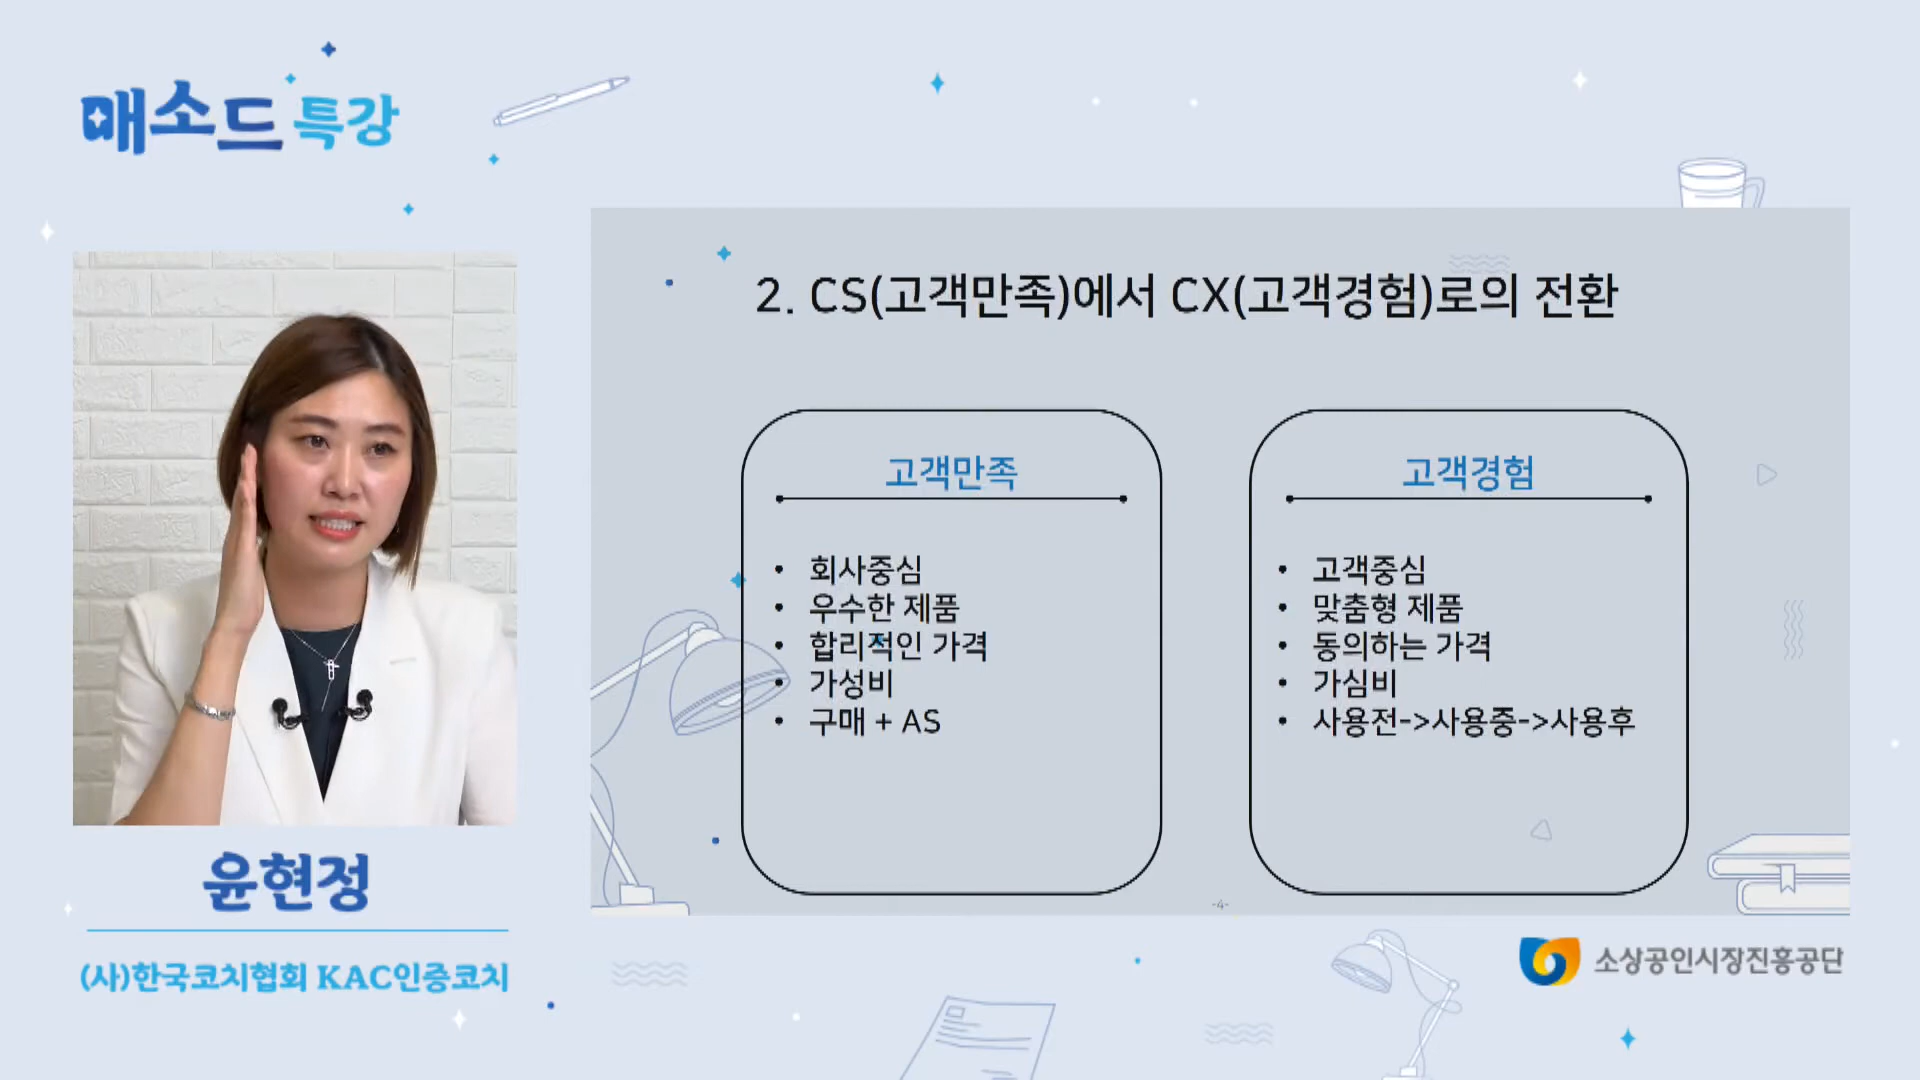 매소드 특강
2. CS(고객만족)에서 CX(고객경험)로의 전환
고객만족
• 회사중심
• 우수한 제품
• 합리적인 가격
• 가성비
• 구매 + AS
고객경험
• 고객중심
• 맞춤형 제품
• 동의하는 가격
• 가심비
• 사용전->사용중->사용후
-4-
윤현정
(사)한국코치협회 KAC인증코치
소상공인시장진흥공단